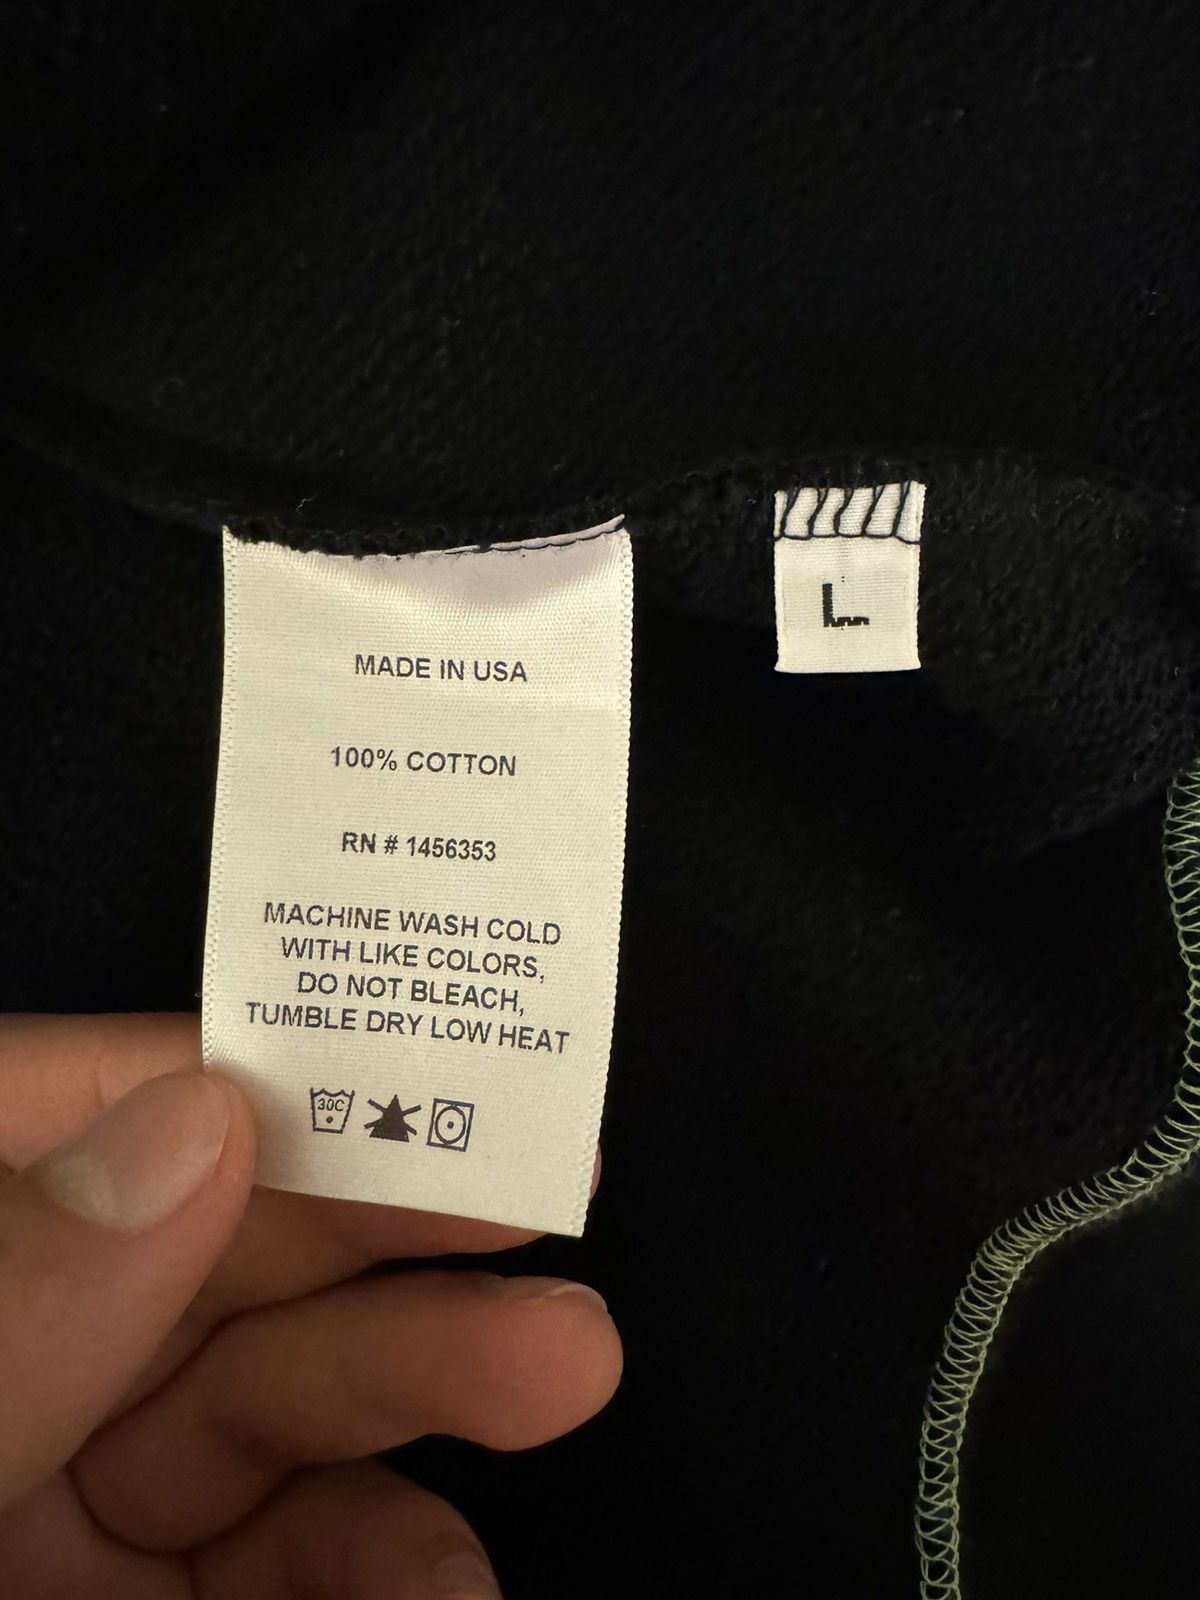 MADE IN USA
100% COTTON
RN # 1456353
MACHINE WASH COLD
WITH LIKE COLORS,
DO NOT BLEACH,
TUMBLE DRY LOW HEAT
30C
L